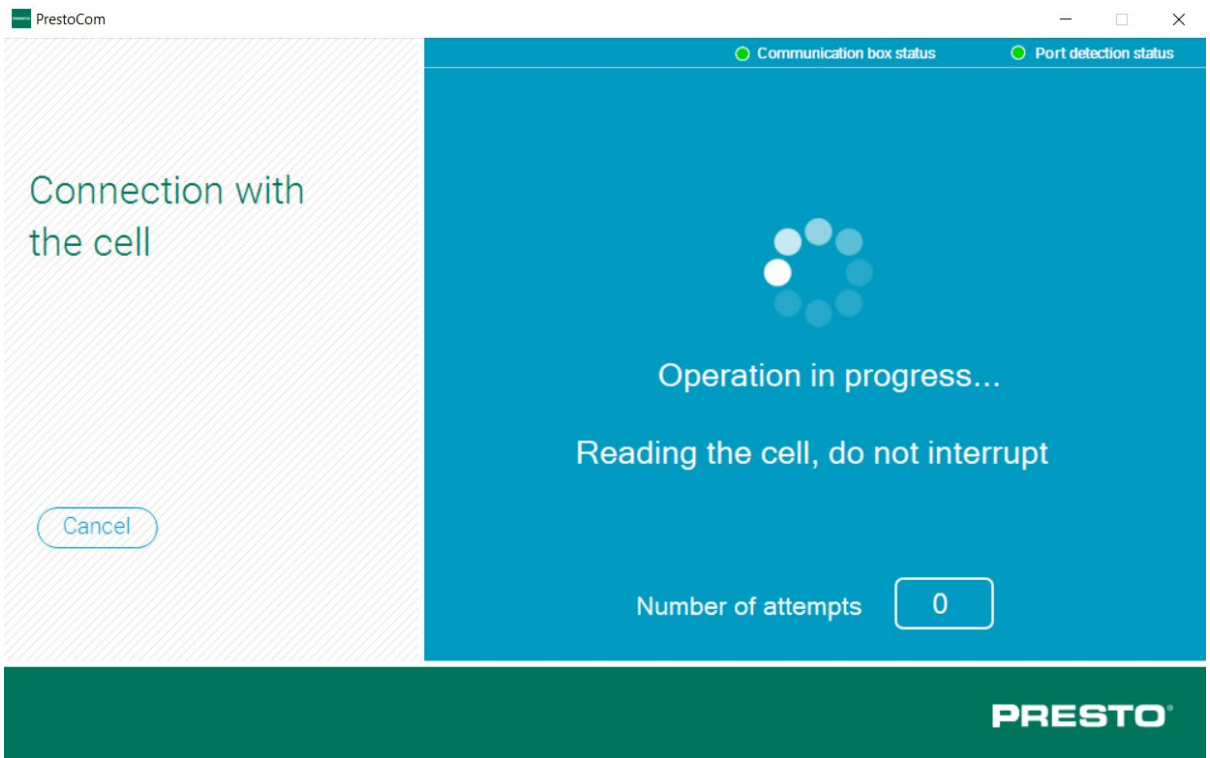 PrestoCom
Communication box status
Port detection status
Connection with
the cell
Operation in progress...
Reading the cell, do not interrupt
Cancel
Number of attempts
0
PRESTO